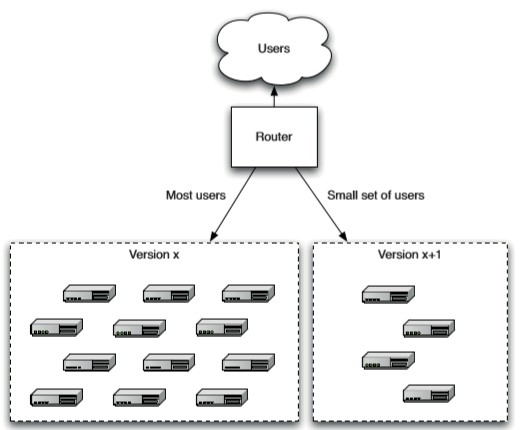 Users
Router
Most users
Small set of users
Version x
Version x+1